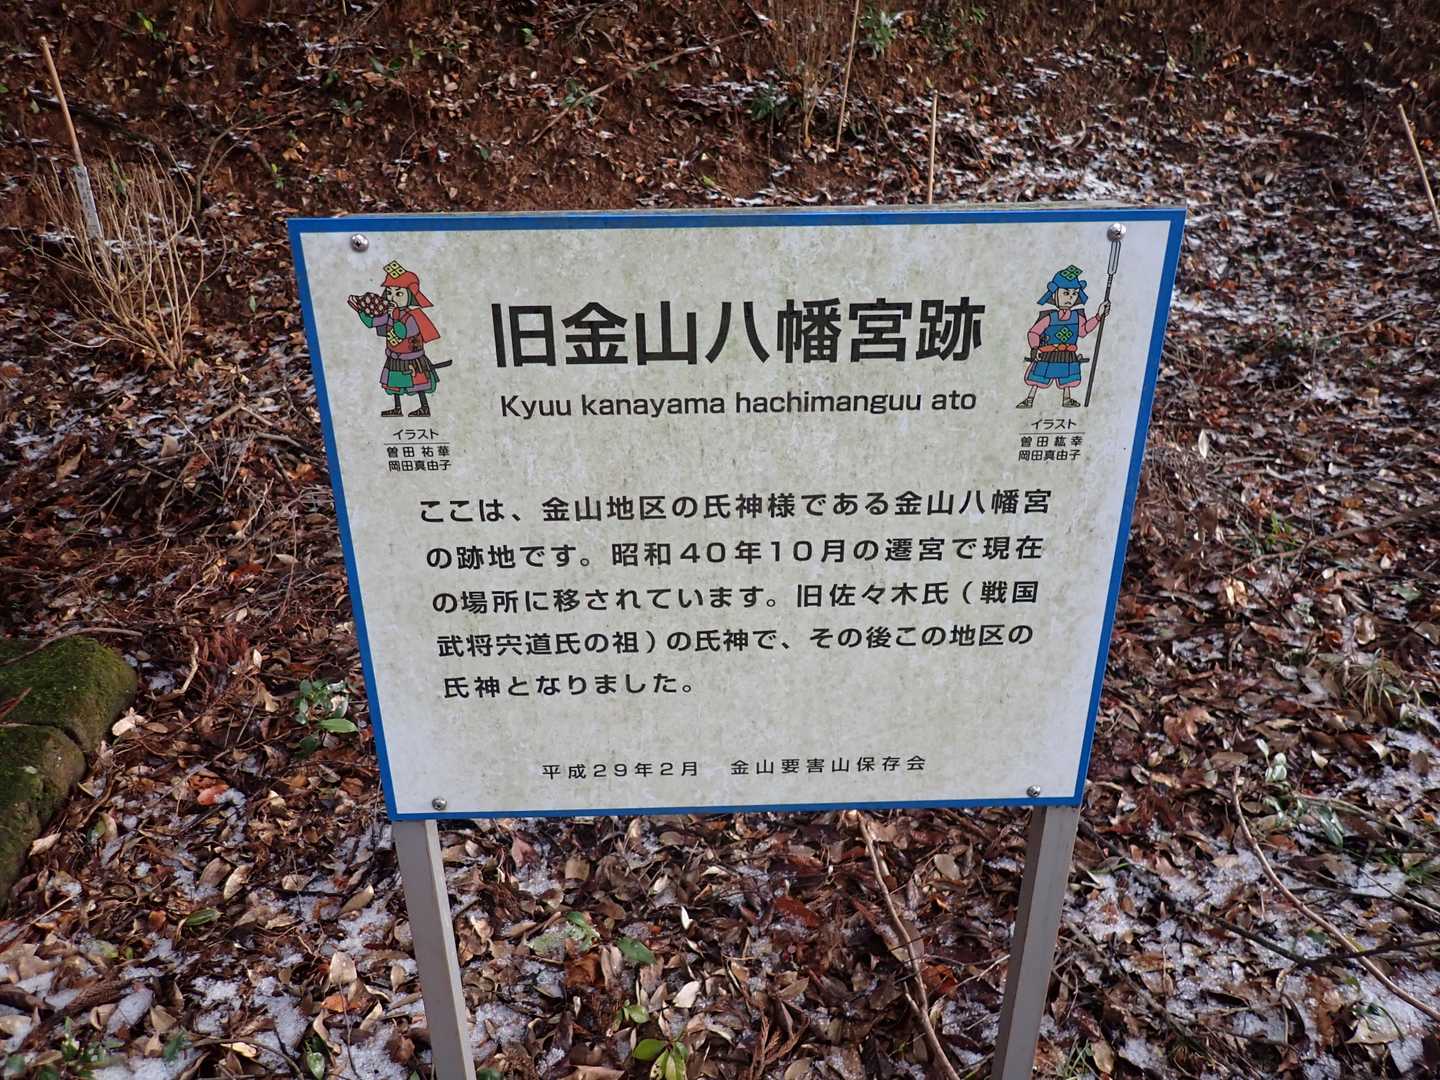 旧金山八幡宮跡
Kyuu kanayama hachimanguu ato
イラスト
曽田祐華
岡田真由子
イラスト
曽田紘幸
岡田真由子
ここは、金山地区の氏神様である金山八幡宮
の跡地です。昭和40年10月の遷宮で現在
の場所に移されています。旧佐々木氏(戦国
武将宍道氏の祖)の氏神で、その後この地区の
氏神となりました。
平成29年2月 金山要害山保存会